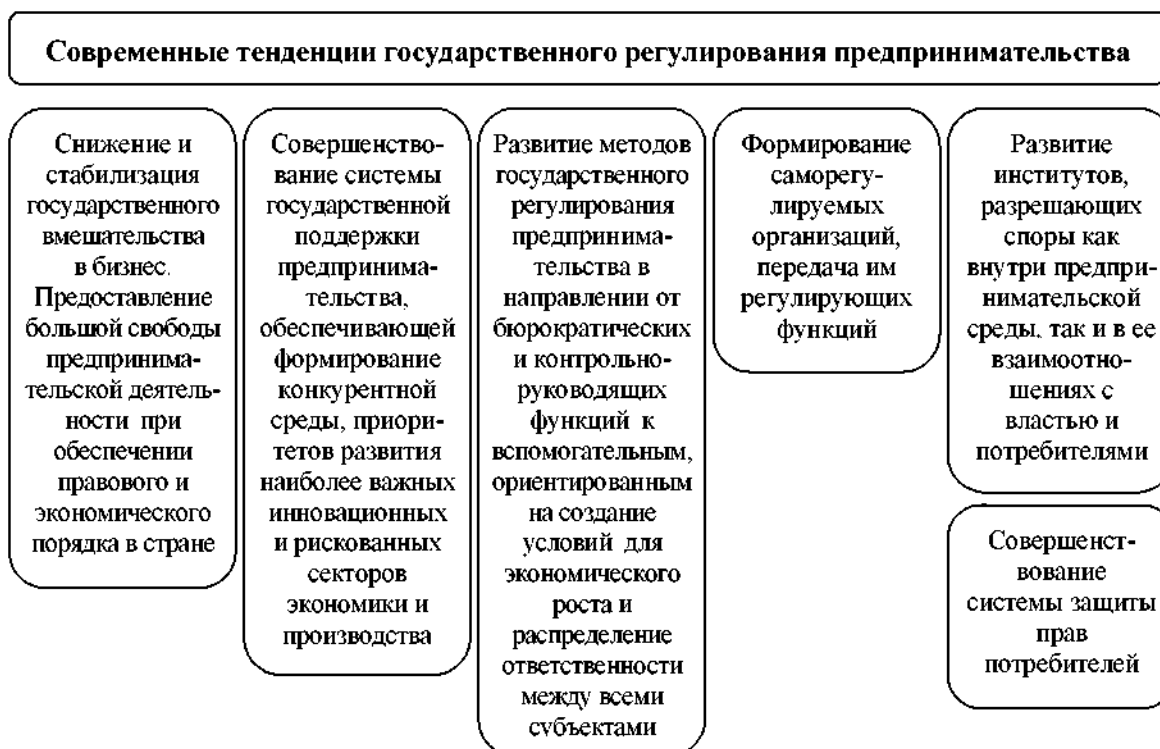 Современные тенденции государственного регулирования предпринимательства
Снижение и
стабилизация
государственного
вмешательства
в бизнес.
Предоставление
большой свободы
предпринима-
тельской деятель-
ности при
обеспечении
правового и
экономического
порядка в стране
Совершенство-
вание системы
государственной
поддержки
предпринима-
тельства,
обеспечивающей
формирование
конкурентной
среды, приори-
тетов развития
наиболее важных
инновационных
и рискованных
секторов
экономики и
производства
Развитие методов
государственного
регулирования
предпринима-
тельства в
направлении от
бюрократических
и контрольно-
руководящих
функций к
вспомогательным,
ориентированным
на создание
условий для
экономического
роста и
распределение
ответственности
между всеми
субъектами
Формирование
саморегу-
лируемых
организаций,
передача им
регулирующих
функций
Развитие
институтов,
разрешающих
споры как
внутри предпри-
нимательской
среды, так и в ее
взаимоотно-
шениях с
властью и
потребителями
Совершенст-
вование
системы защиты
прав
потребителей